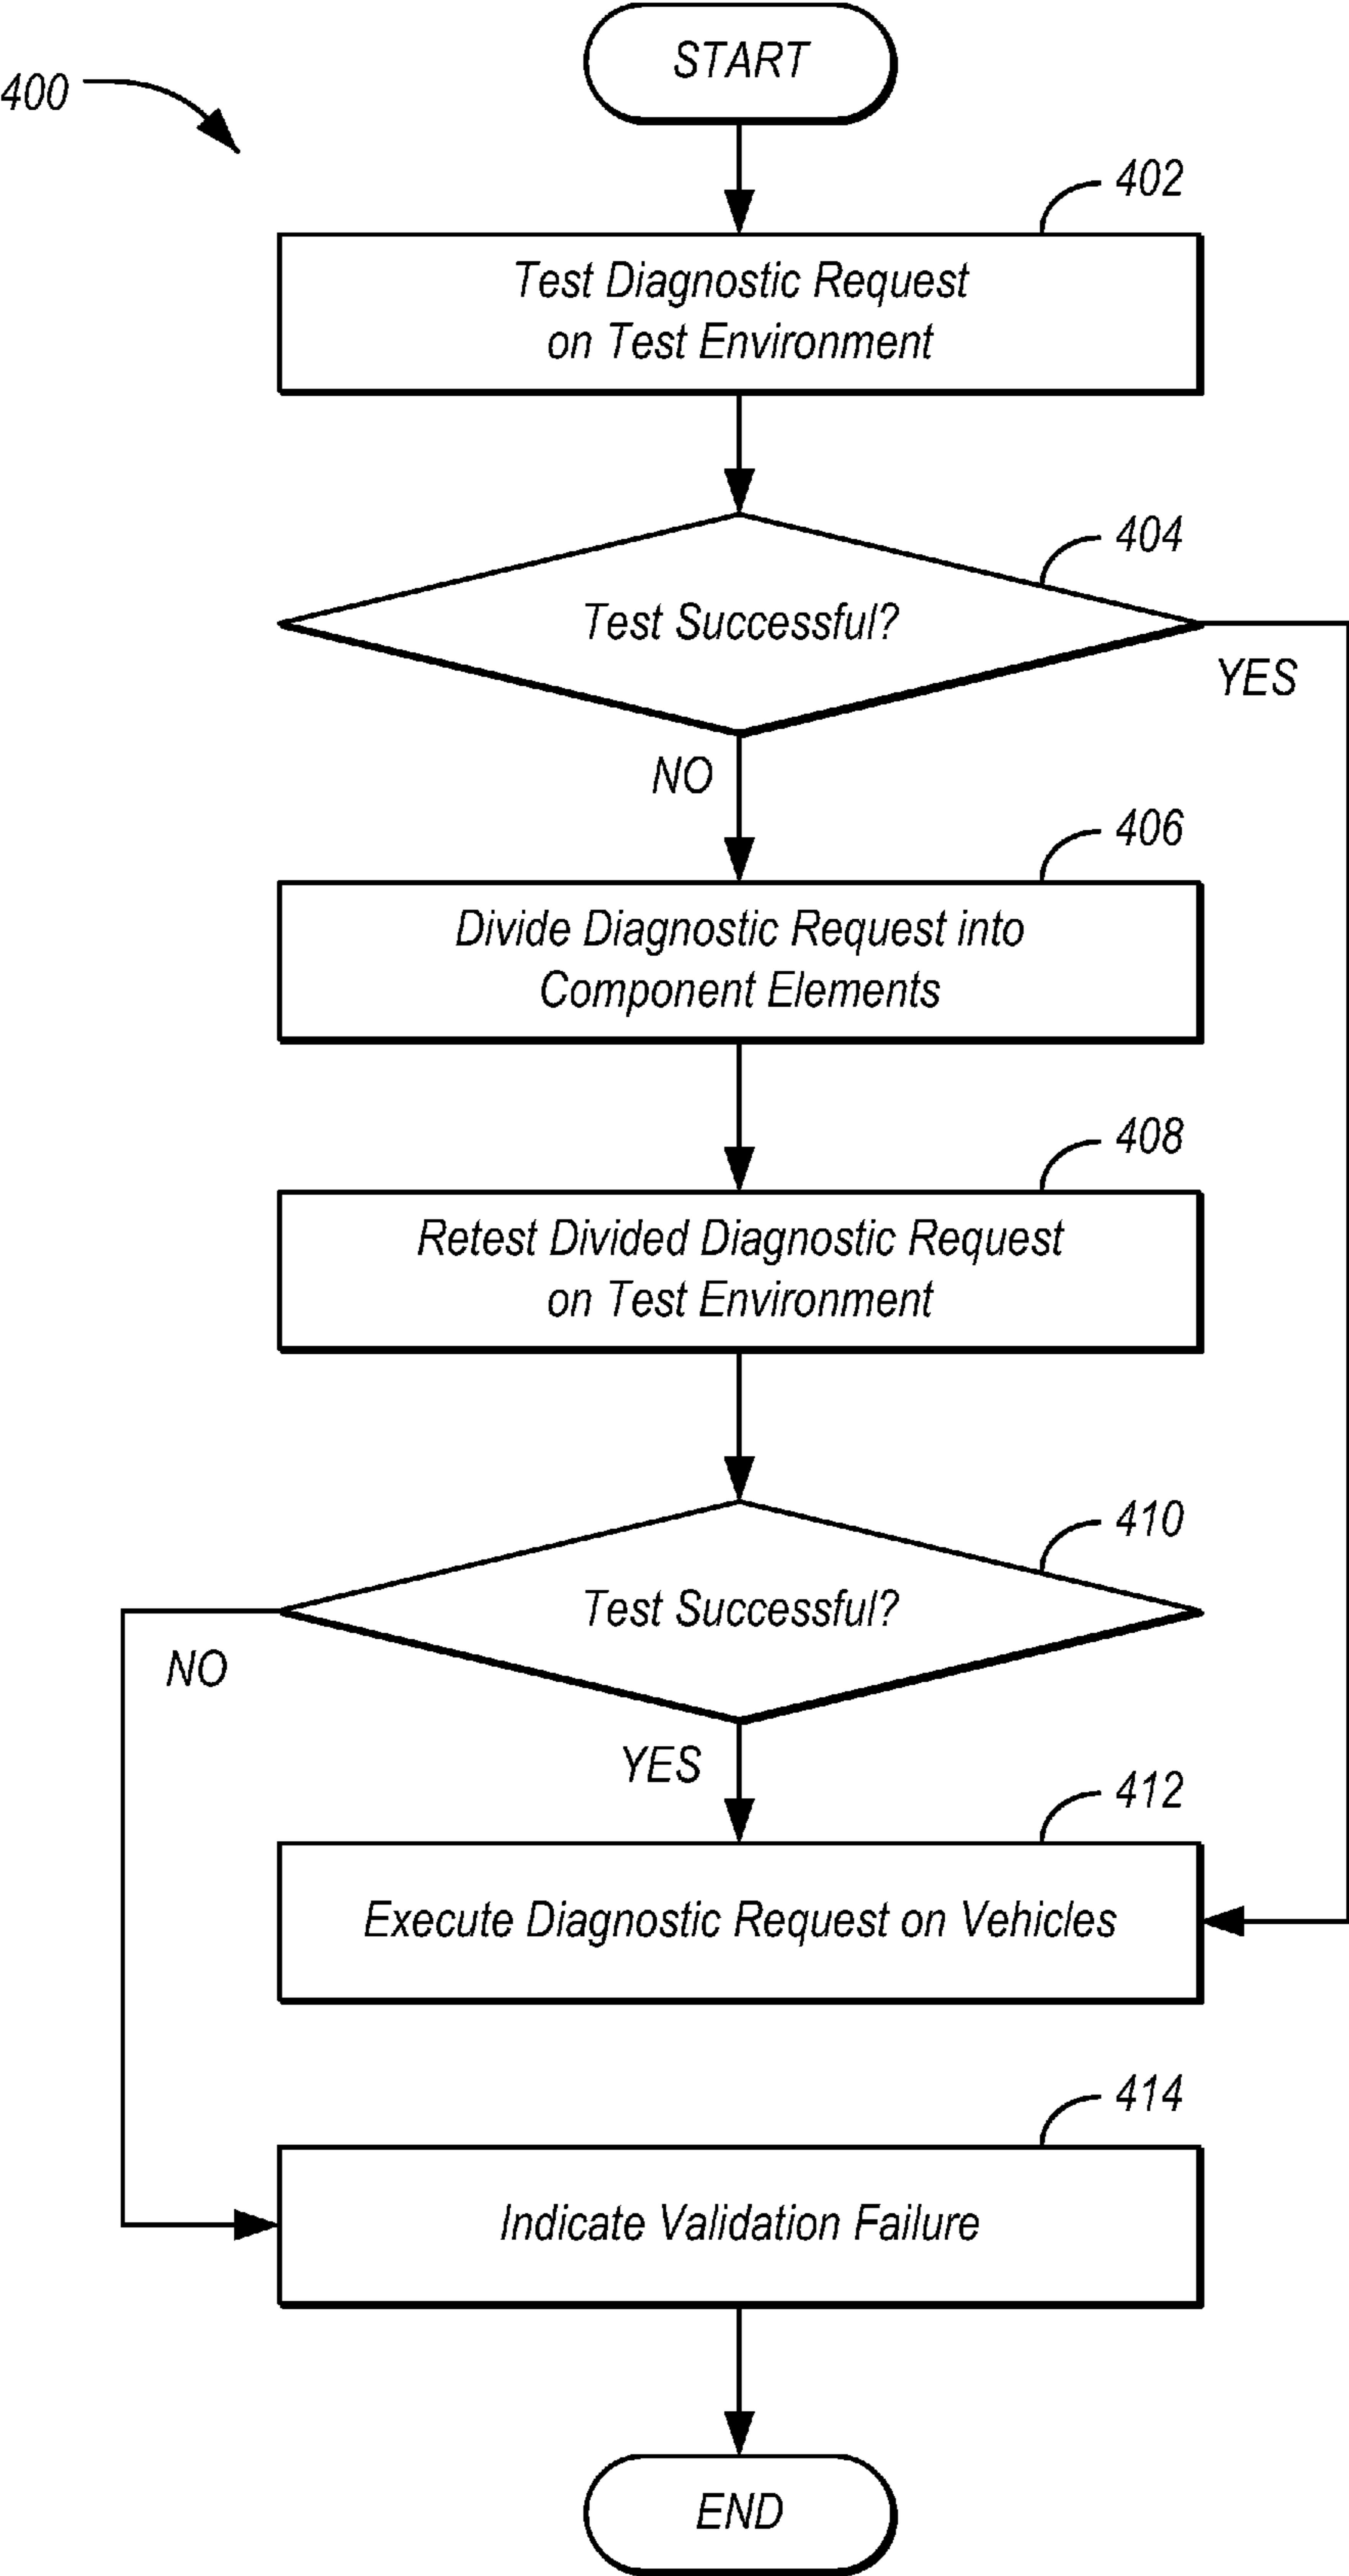 START
400
402
Test Diagnostic Request
on Test Environment
404
Test Successful?
YES
NO
406
Divide Diagnostic Request into
Component Elements
408
Retest Divided Diagnostic Request
on Test Environment
410
Test Successful?
NO
YES
412
Execute Diagnostic Request on Vehicles
414
Indicate Validation Failure
END